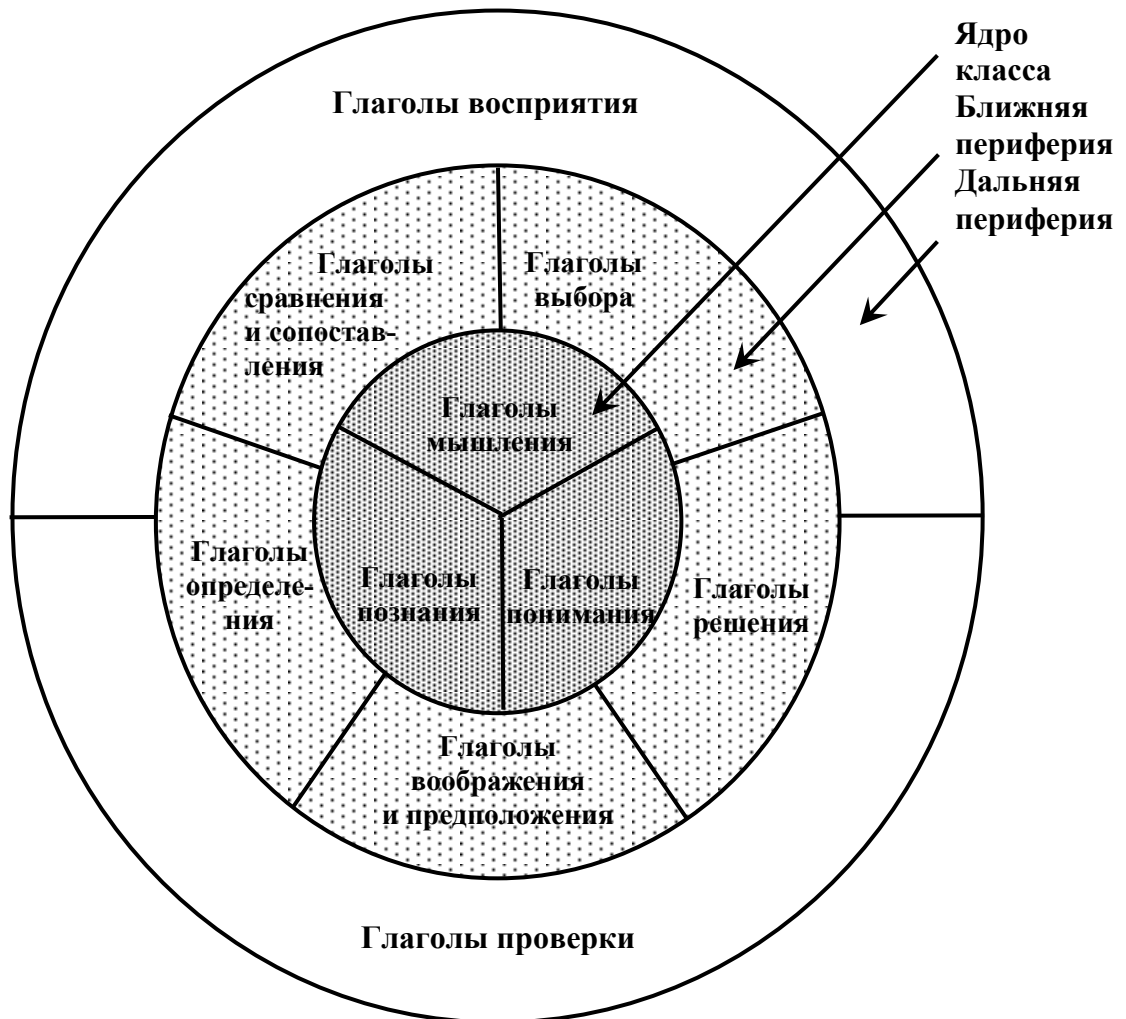 Ядро
класса
Ближняя
периферия
Дальняя
периферия
Глаголы восприятия
Глаголы
сравнения
и сопостав-
ления
Глаголы
выбора
Глаголы
мышления
Глаголы
определе-
ния
Глаголы
познания
Глаголы
понимания
Глаголы
решения
Глаголы
воображения
и предположения
Глаголы проверки